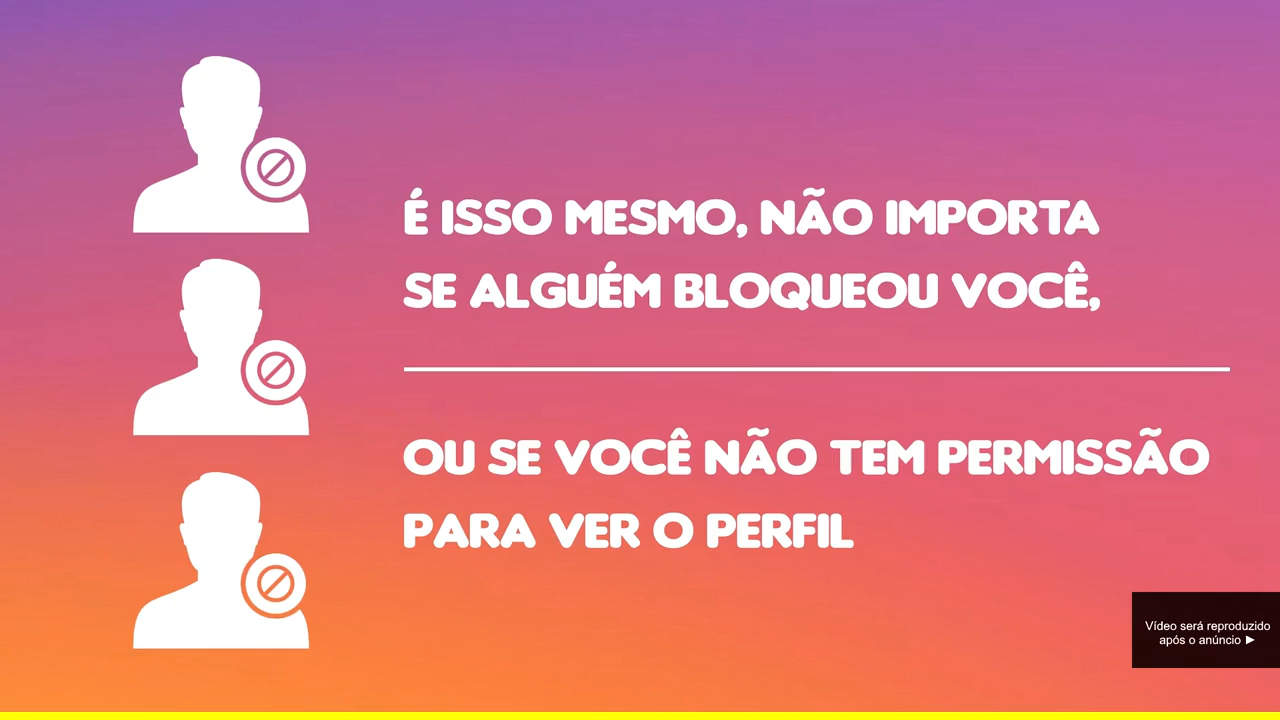 É ISSO MESMO, NÃO IMPORTA
SE ALGUÉM BLOQUEOU VOCÊ,
OU SE VOCÊ NÃO TEM PERMISSÃO
PARA VER O PERFIL
Vídeo será reproduzido
após o anúncio ►